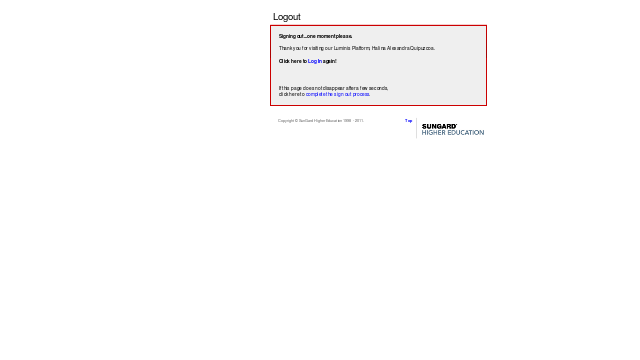 Logout
Signing out...one moment please.
Thank you for visiting our Luminis Platform, Halina Alexandra Quipuzcoa.
Click here to Log In again!
If this page does not disappear after a few seconds,
click here to complete the sign out process.
Copyright © SunGard Higher Education 1998 - 2011.
Top
SUNGARD
HIGHER EDUCATION